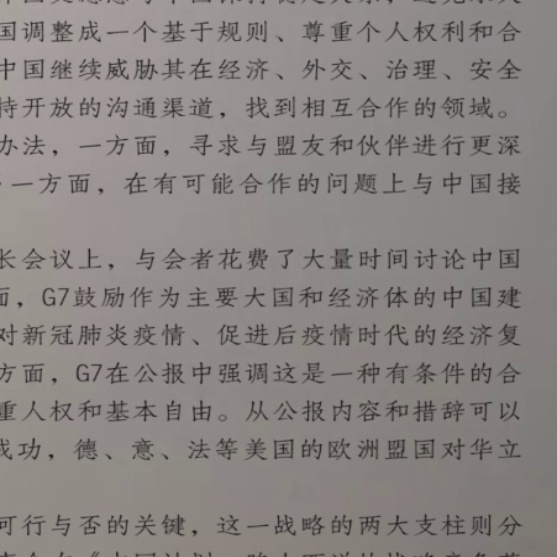 国调整成一个基于规则、尊重个人权利和合
中国继续威胁其在经济、外交、治理、安全
持开放的沟通渠道，找到相互合作的领域。
办法，一方面，寻求与盟友和伙伴进行更深
一方面，在有可能合作的问题上与中国接
长会议上，与会者花费了大量时间讨论中国
面，G7鼓励作为主要大国和经济体的中国建
对新冠肺炎疫情、促进后疫情时代的经济复
方面，G7在公报中强调这是一种有条件的合
重人权和基本自由。从公报内容和措辞可以
成功，德、意、法等美国的欧洲盟国对华立
可行与否的关键，这一战略的两大支柱则分